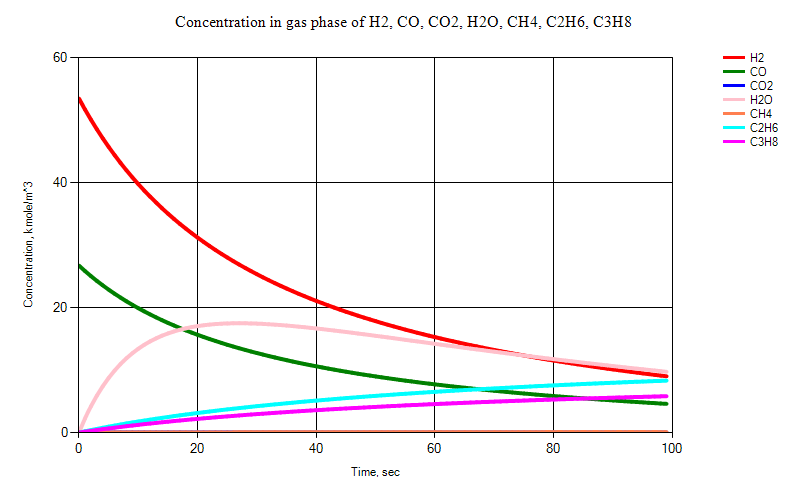 Concentration in gas phase of H2, CO, CO2, H2O, CH4, C2H6, C3H8
60
40
20
0
0 20 40 60 80 100
Concentration, kmole/m^3
Time, sec
H2
CO
CO2
H2O
CH4
C2H6
C3H8